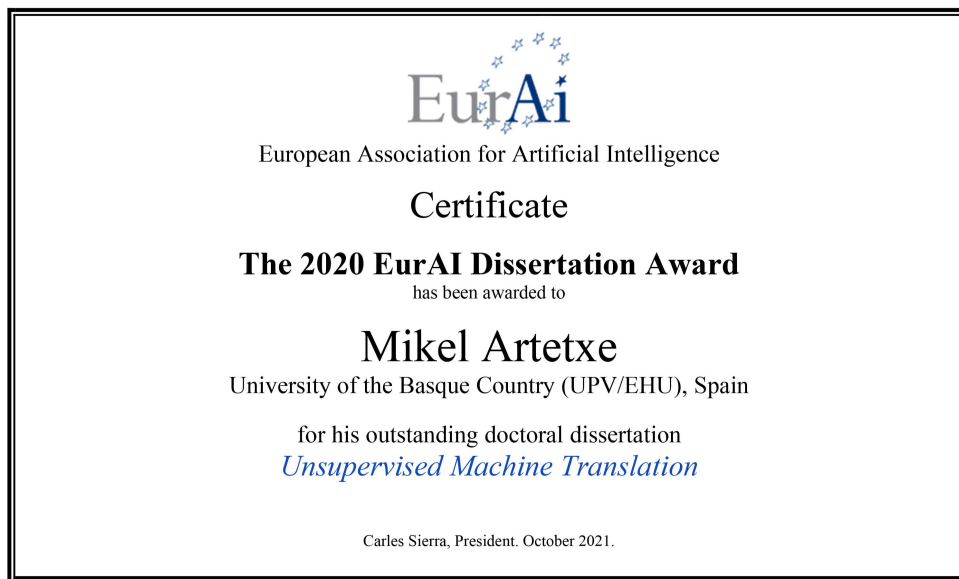 EurAi
European Association for Artificial Intelligence
Certificate
The 2020 EurAI Dissertation Award
has been awarded to
Mikel Artetxe
University of the Basque Country (UPV/EHU), Spain
for his outstanding doctoral dissertation
Unsupervised Machine Translation
Carles Sierra, President. October 2021.